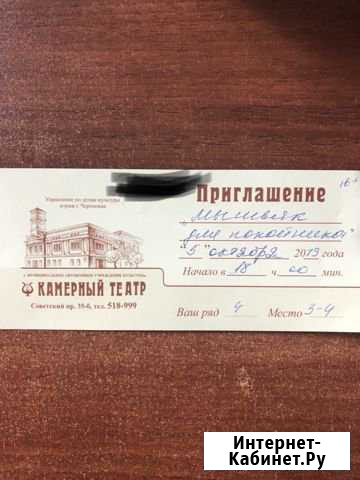 Управление по делам культуры
мэрии г. Череповца
МУНИЦИПАЛЬНОЕ АВТОНОМНОЕ УЧРЕЖДЕНИЕ КУЛЬТУРЫ
КАМЕРНЫЙ ТЕАТР
Советский пр. 35-б, тел. 518-999
Приглашение
16+
"Мышьяк
для покойников"
"5" октября 2019 года
Начало в 18 ч. 00 мин.
Ваш ряд 4 Место 3-4
Интернет-
Кабинет.Ру